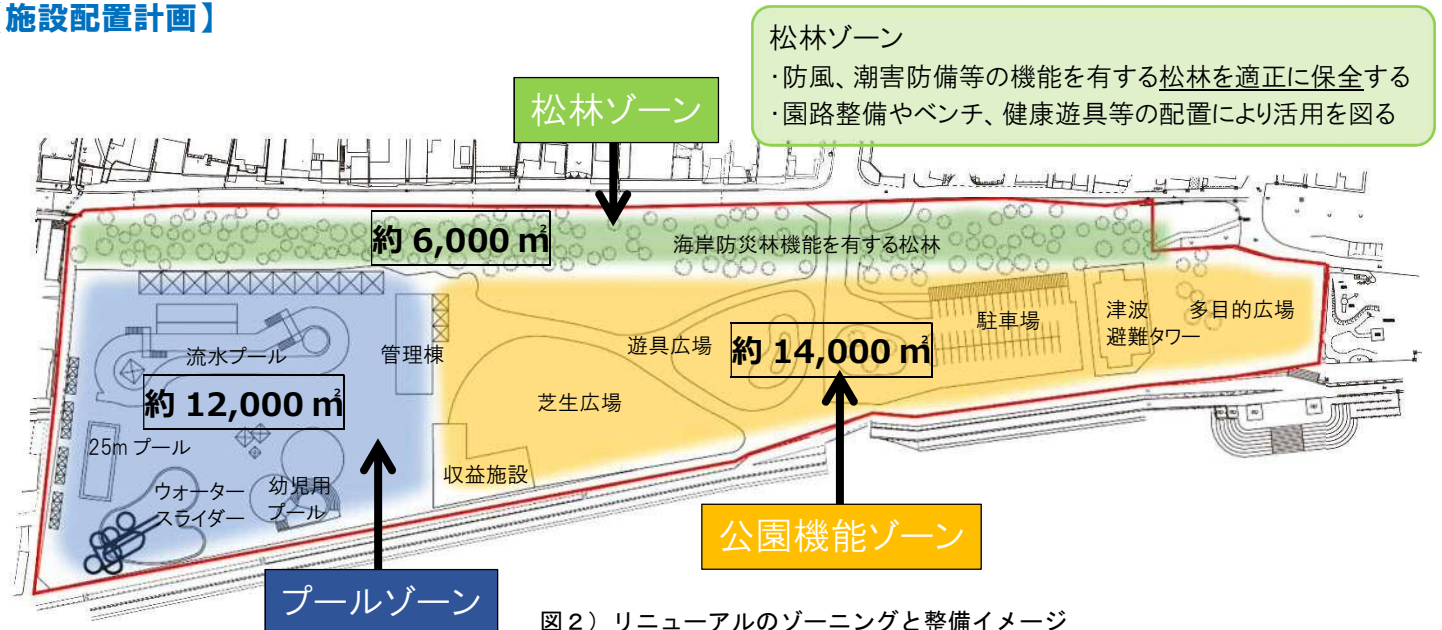 施設配置計画】
松林ゾーン
・防風、潮害防備等の機能を有する松林を適正に保全する
・園路整備やベンチ、健康遊具等の配置により活用を図る
松林ゾーン
約 6,000 ㎡
海岸防災林機能を有する松林
流水プール
管理棟
遊具広場
約 14,000 ㎡
駐車場
津波
避難タワー
多目的広場
約 12,000 ㎡
芝生広場
25m プール
ウォーター
スライダー
幼児用
プール
収益施設
公園機能ゾーン
プールゾーン
図2）リニューアルのゾーニングと整備イメージ